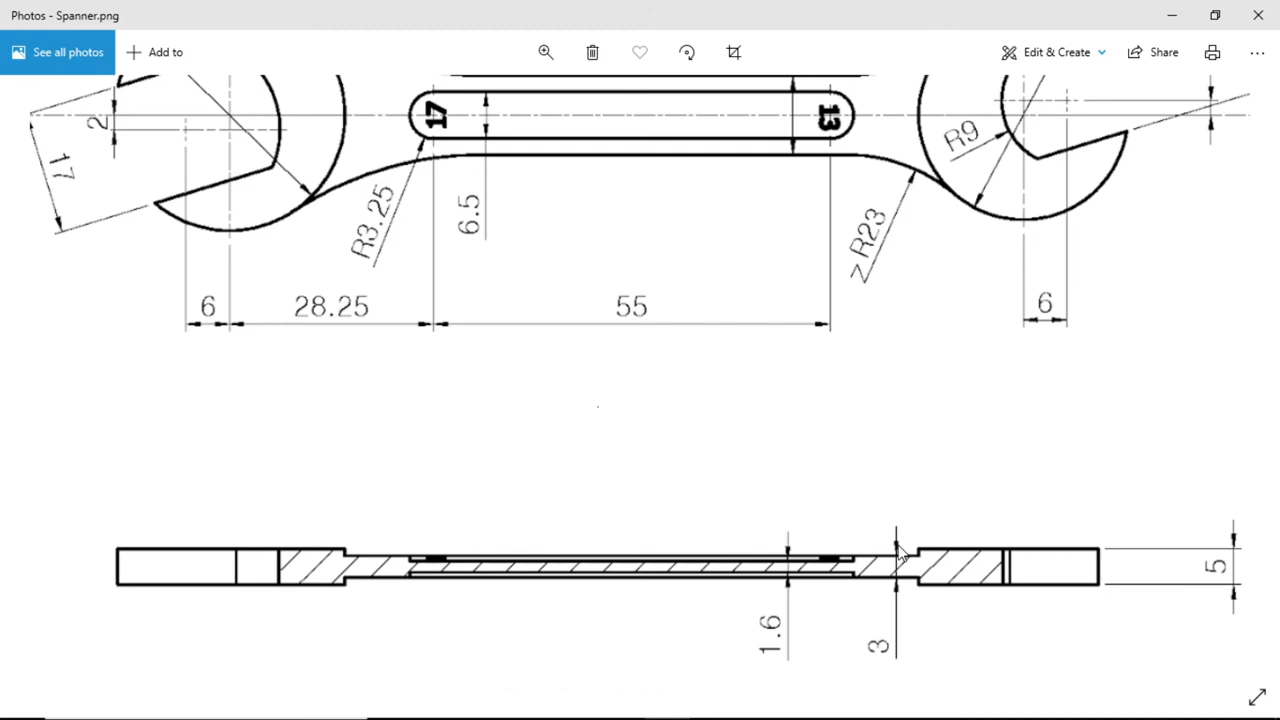 Photos - Spanner.png
See all photos
Add to
Edit & Create
Share
2
17
17
13
R9
R3.25
6.5
≥R23
6
28.25
55
6
1.6
3
5